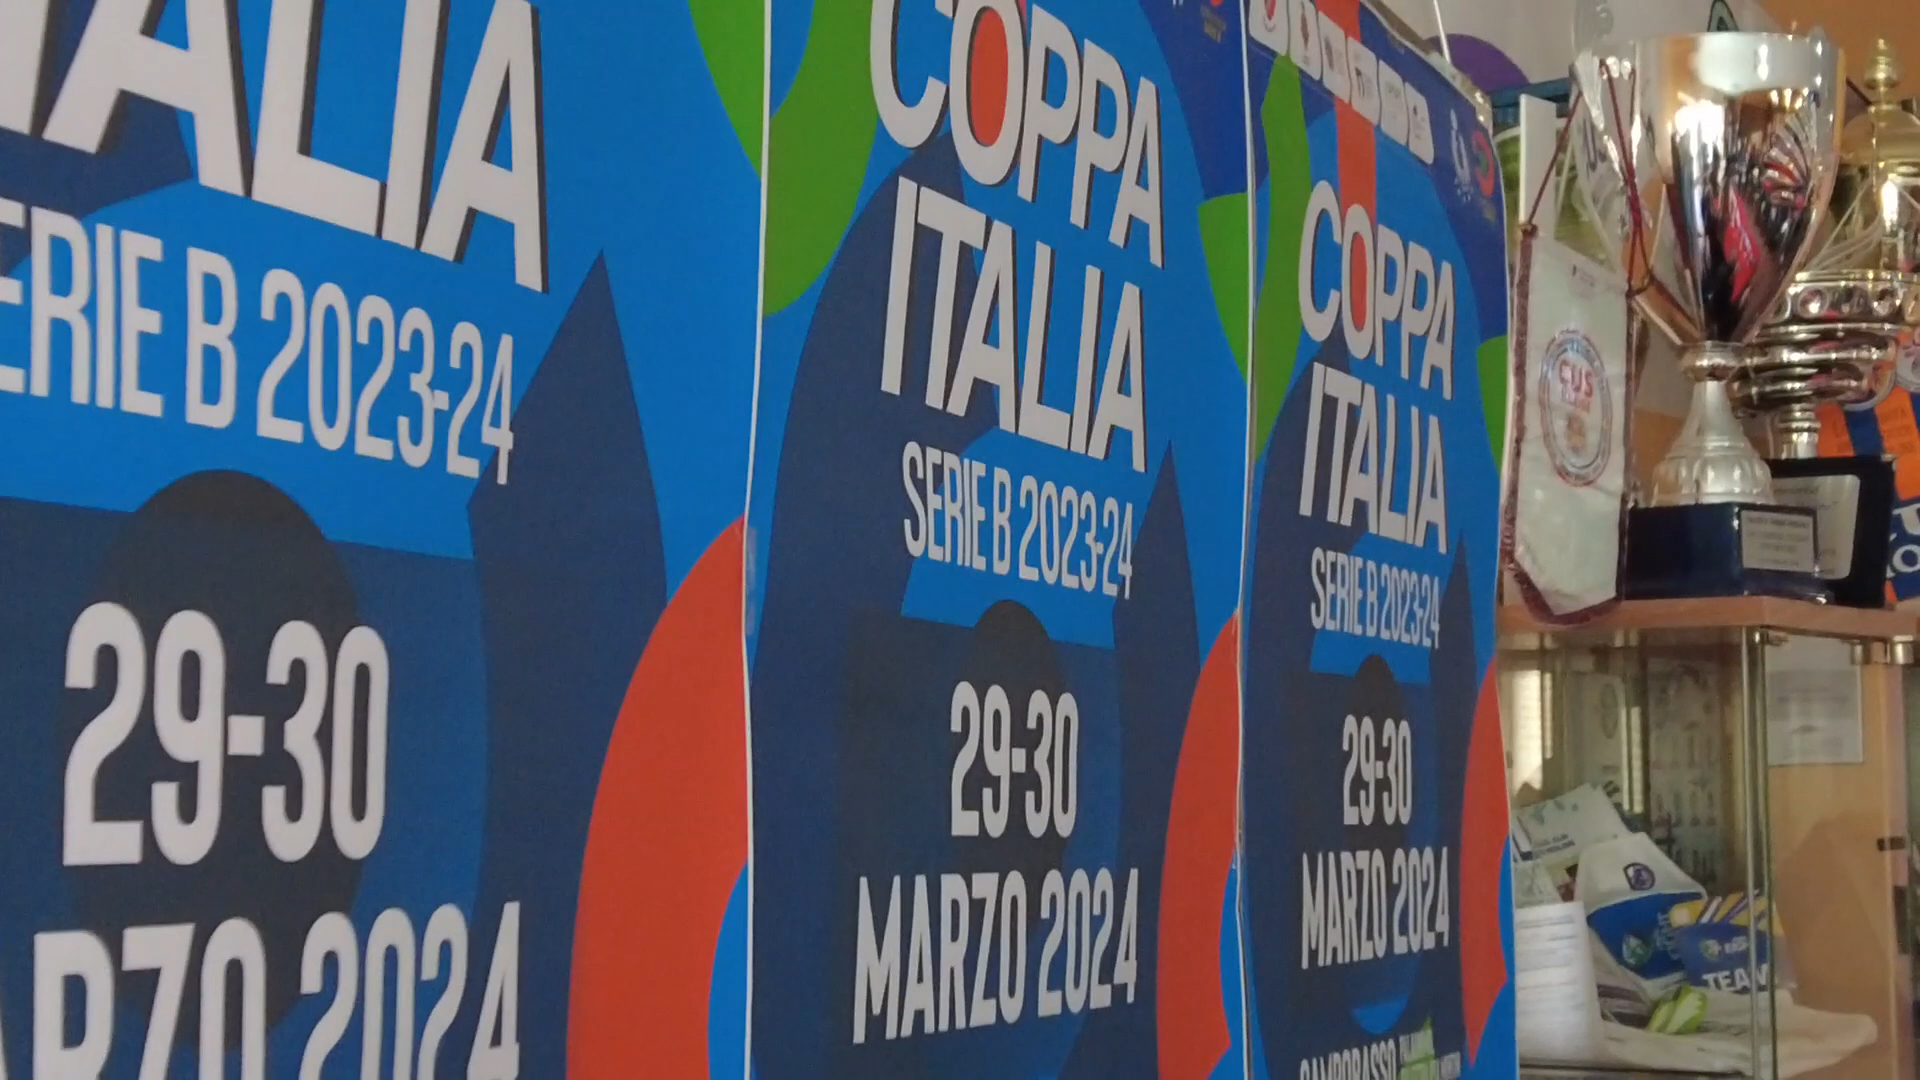 ITALIA
SERIE B 2023-24
29-30
MARZO 2024
COPPA
ITALIA
SERIE B 2023-24
29-30
MARZO 2024
COPPA
ITALIA
SERIE B 2023-24
29-30
MARZO 2024
CAMPOBASSO
CUS
TEAM